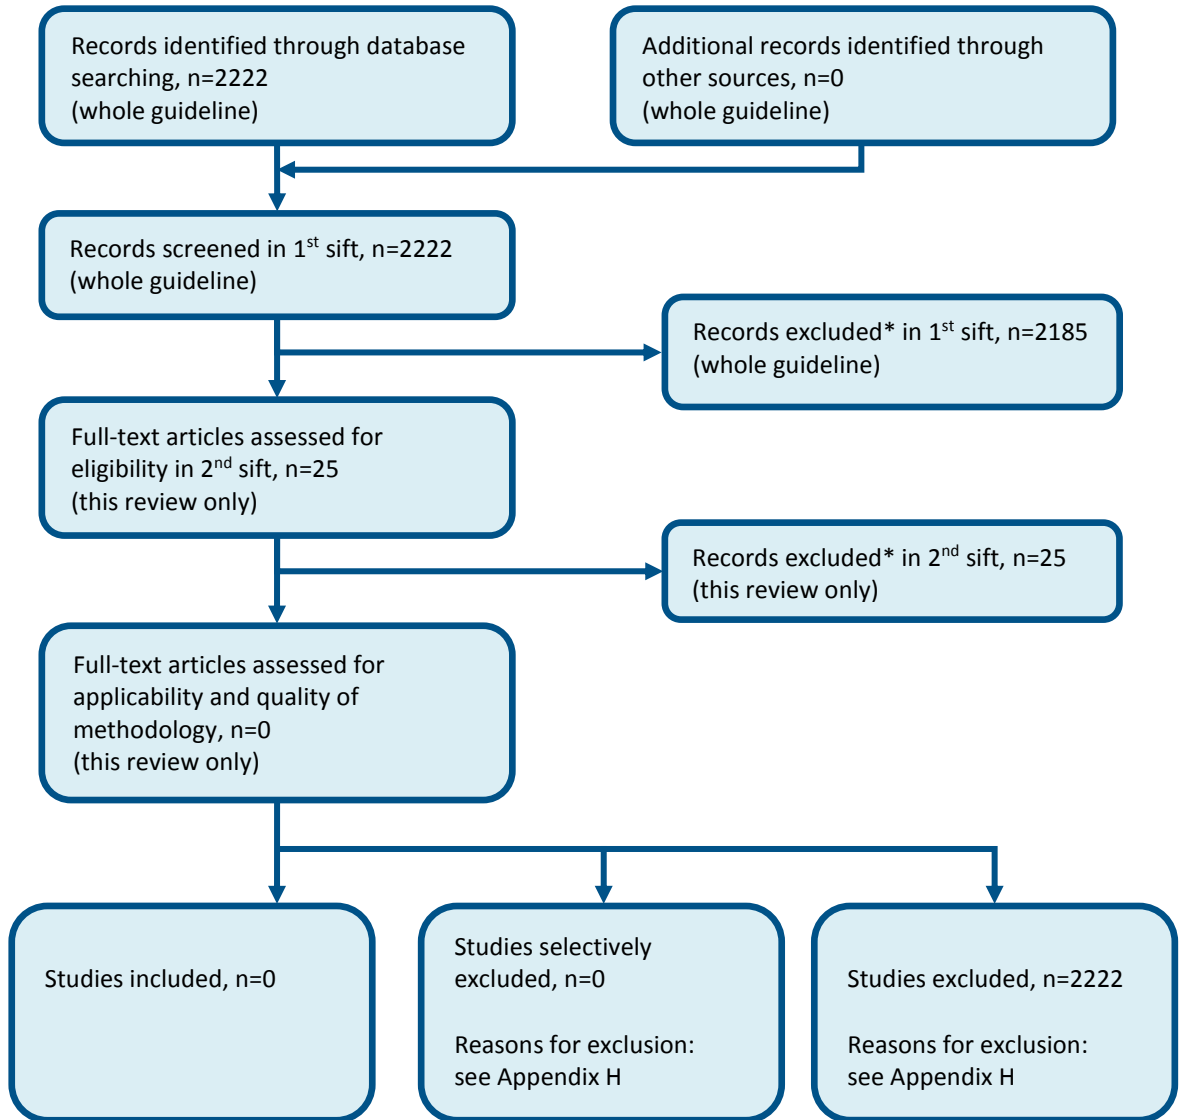 Records identified through database
searching, n=2222
(whole guideline)
Additional records identified through
other sources, n=0
(whole guideline)
Records screened in 1st sift, n=2222
(whole guideline)
Records excluded* in 1st sift, n=2185
(whole guideline)
Full-text articles assessed for
eligibility in 2nd sift, n=25
(this review only)
Records excluded* in 2nd sift, n=25
(this review only)
Full-text articles assessed for
applicability and quality of
methodology, n=0
(this review only)
Studies included, n=0
Studies selectively
excluded, n=0
Reasons for exclusion:
see Appendix H
Studies excluded, n=2222
Reasons for exclusion:
see Appendix H